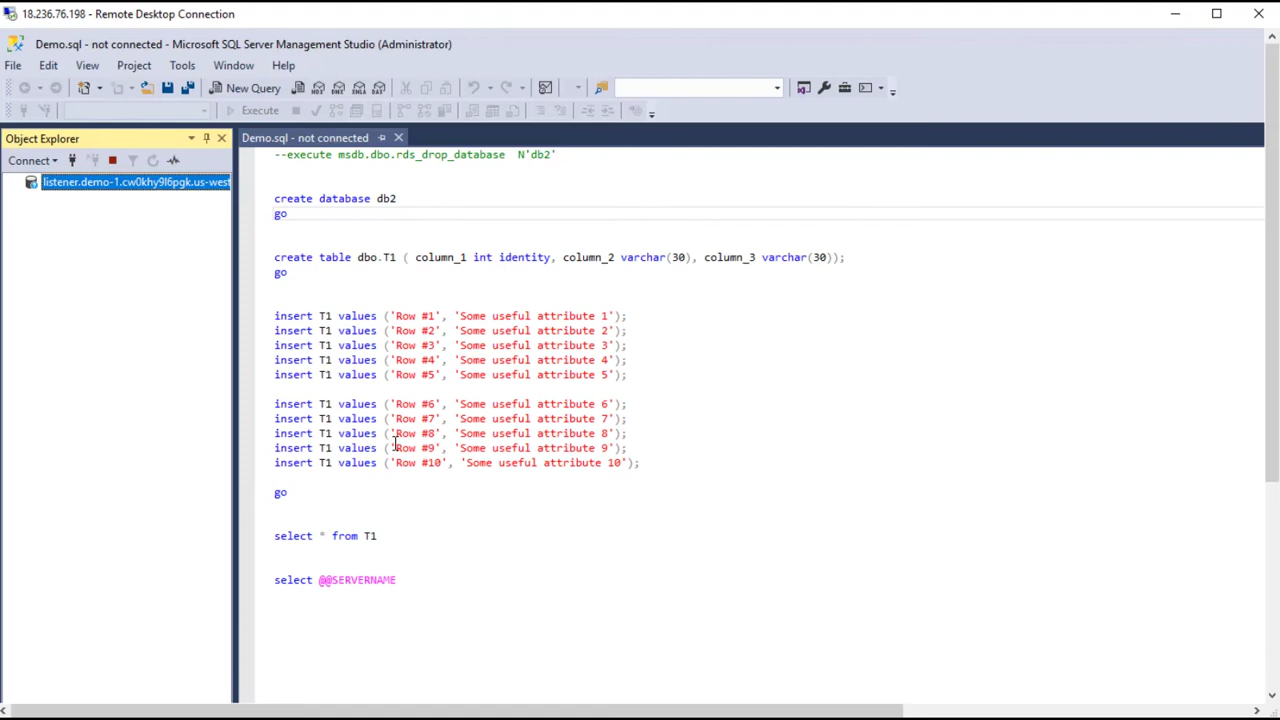 18.236.76.198 - Remote Desktop Connection
Demo.sql - not connected - Microsoft SQL Server Management Studio (Administrator)
File Edit View Project Tools Window Help
New Query
Execute
Object Explorer
Demo.sql - not connected
Connect
listener.demo-1.cw0khy9l6pgk.us-west
--execute msdb.dbo.rds_drop_database N'db2'
create database db2
go
create table dbo.T1 ( column_1 int identity, column_2 varchar(30), column_3 varchar(30));
go
insert T1 values ('Row #1', 'Some useful attribute 1');
insert T1 values ('Row #2', 'Some useful attribute 2');
insert T1 values ('Row #3', 'Some useful attribute 3');
insert T1 values ('Row #4', 'Some useful attribute 4');
insert T1 values ('Row #5', 'Some useful attribute 5');
insert T1 values ('Row #6', 'Some useful attribute 6');
insert T1 values ('Row #7', 'Some useful attribute 7');
insert T1 values ('Row #8', 'Some useful attribute 8');
insert T1 values ('Row #9', 'Some useful attribute 9');
insert T1 values ('Row #10', 'Some useful attribute 10');
go
select * from T1
select @@SERVERNAME